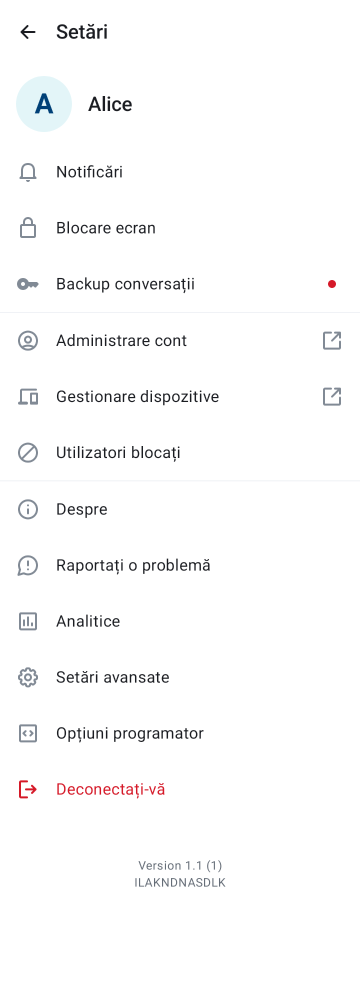 Setări
A
Alice
Notificări
Blocare ecran
Backup conversații
Administrare cont
Gestionare dispozitive
Utilizatori blocați
Despre
Raportați o problemă
Analitice
Setări avansate
Opțiuni programator
Deconectați-vă
Version 1.1 (1)
ILAKNDNASDLK